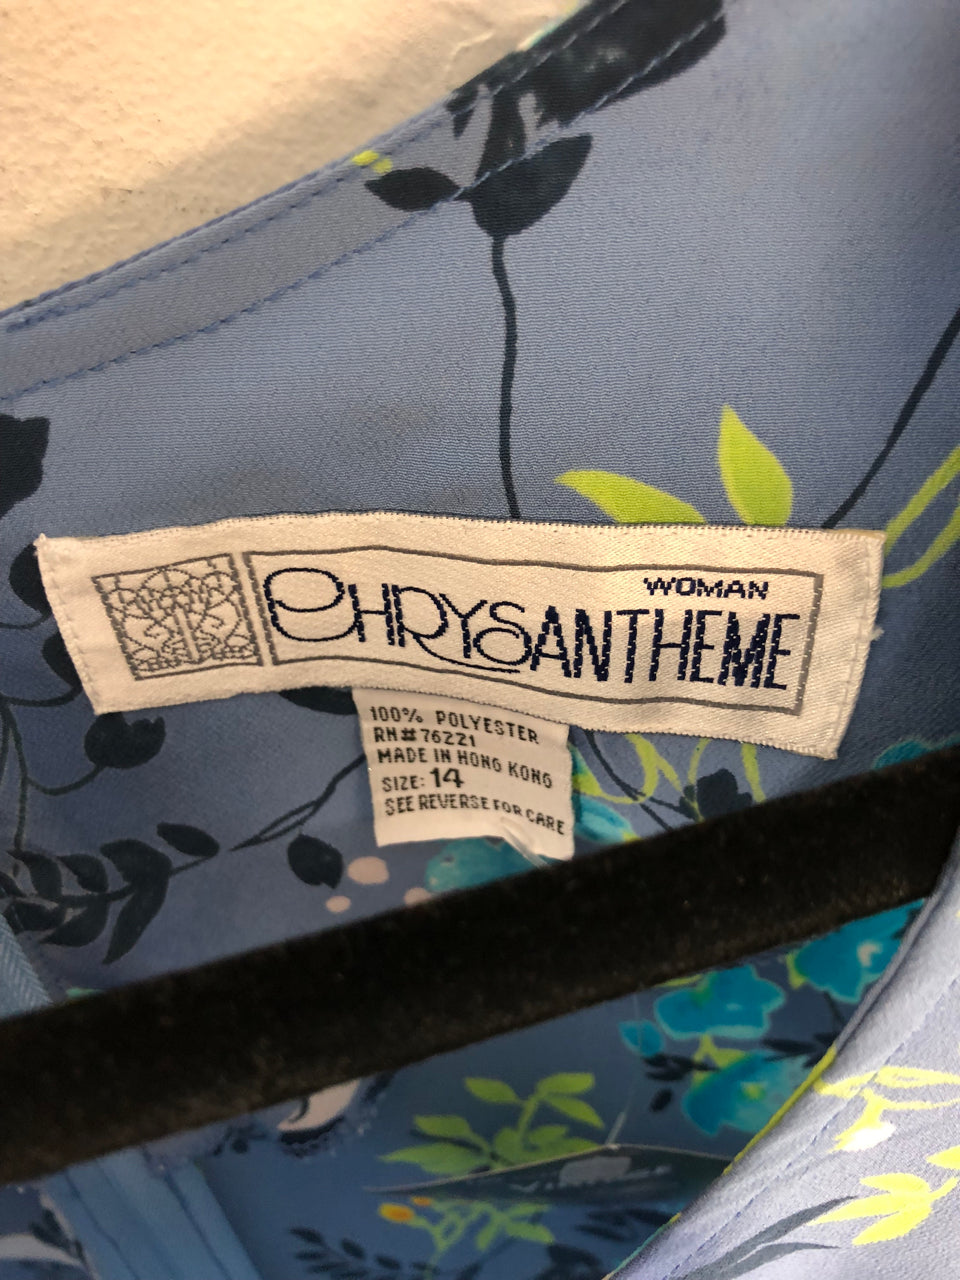 WOMAN
CHRYSANTHEME
100% POLYESTER
RN#76221
MADE IN HONG KONG
SIZE: 14
SEE REVERSE FOR CARE